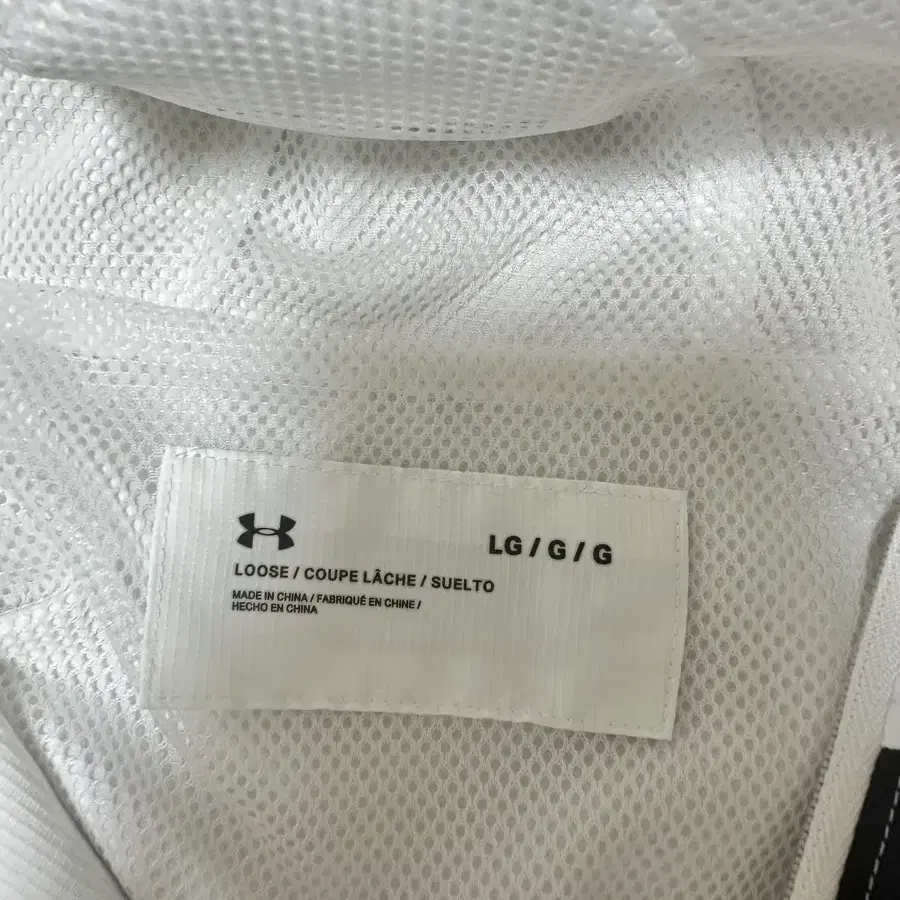 LG / G / G
LOOSE / COUPE LÂCHE / SUELTO
MADE IN CHINA / FABRIQUÉ EN CHINE /
HECHO EN CHINA